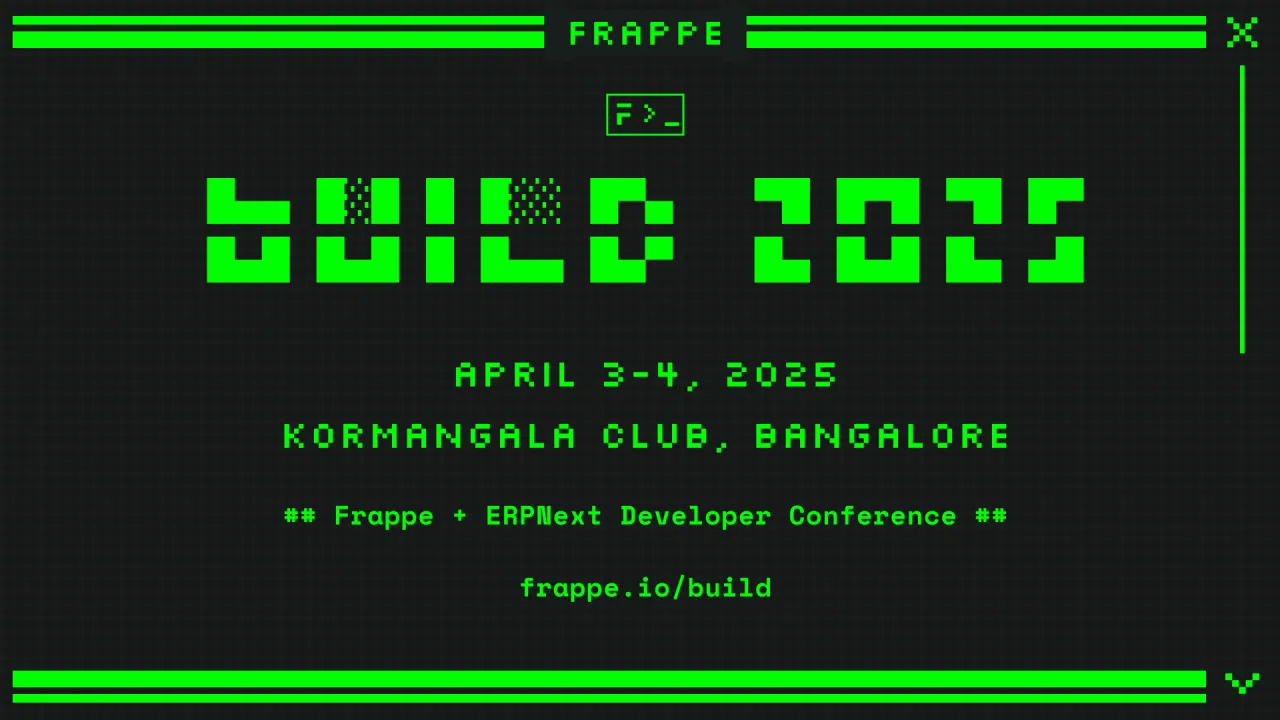 FRAPPE
F>_
BUILD 2025
APRIL 3-4, 2025
KORMANGALA CLUB, BANGALORE
## Frappe + ERPNext Developer Conference ##
frappe.io/build